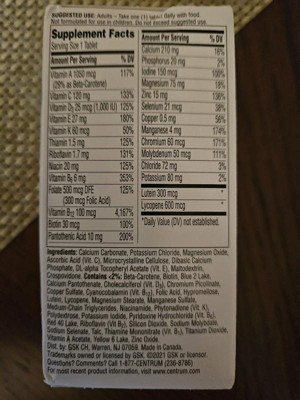 SUGGESTED USE: Adults - Take one (1) tablet daily with food.
Not formulated for use in children. Do not exceed suggested use.
Supplement Facts
Serving Size 1 Tablet
Amount Per Serving % DV
Vitamin A 1050 mcg 117%
(29% as Beta-Carotene)
Vitamin C 120 mg 133%
Vitamin D₃ 25 mcg (1,000 IU) 125%
Vitamin E 27 mg 180%
Vitamin K 60 mcg 50%
Thiamin 1.5 mg 125%
Riboflavin 1.7 mg 131%
Niacin 20 mg 125%
Vitamin B₆ 6 mg 353%
Folate 500 mcg DFE 125%
(300 mcg Folic Acid)
Vitamin B₁₂ 100 mcg 4,167%
Biotin 30 mcg 100%
Pantothenic Acid 10 mg 200%
Amount Per Serving % DV
Calcium 210 mg 16%
Phosphorus 20 mg 2%
Iodine 150 mcg 100%
Magnesium 75 mg 18%
Zinc 15 mg 136%
Selenium 21 mcg 38%
Copper 0.5 mg 56%
Manganese 4 mg 174%
Chromium 60 mcg 171%
Molybdenum 50 mcg 111%
Chloride 72 mg 3%
Potassium 80 mg 2%
Lutein 300 mcg *
Lycopene 600 mcg *
*Daily Value (DV) not established.
Ingredients: Calcium Carbonate, Potassium Chloride, Magnesium Oxide,
Ascorbic Acid (Vit. C), Microcrystalline Cellulose, Dibasic Calcium
Phosphate, DL-alpha Tocopheryl Acetate (Vit. E), Maltodextrin,
Crospovidone. Contains <2%: Beta-Carotene, Biotin, Blue 2 Lake,
Calcium Pantothenate, Cholecalciferol (Vit. D₃), Chromium Picolinate,
Copper Sulfate, Cyanocobalamin (Vit. B₁₂), Folic Acid, Hypromellose,
Lutein, Lycopene, Magnesium Stearate, Manganese Sulfate,
Medium-Chain Triglycerides, Niacinamide, Phytonadione (Vit. K),
Polydextrose, Potassium Iodide, Pyridoxine Hydrochloride (Vit. B₆),
Red 40 Lake, Riboflavin (Vit B₂), Silicon Dioxide, Sodium Molybdate,
Sodium Selenate, Talc, Thiamine Mononitrate (Vit. B₁), Titanium Dioxide,
Vitamin A Acetate, Yellow 6 Lake, Zinc Oxide.
Dist. by: GSK CH, Warren, NJ 07059. Made in Canada.
Trademarks owned or licensed by GSK. ©2021 GSK or licensor.
Questions? Comments? Call 1-877-CENTRUM (236-8786)
For most recent product information, visit www.centrum.com